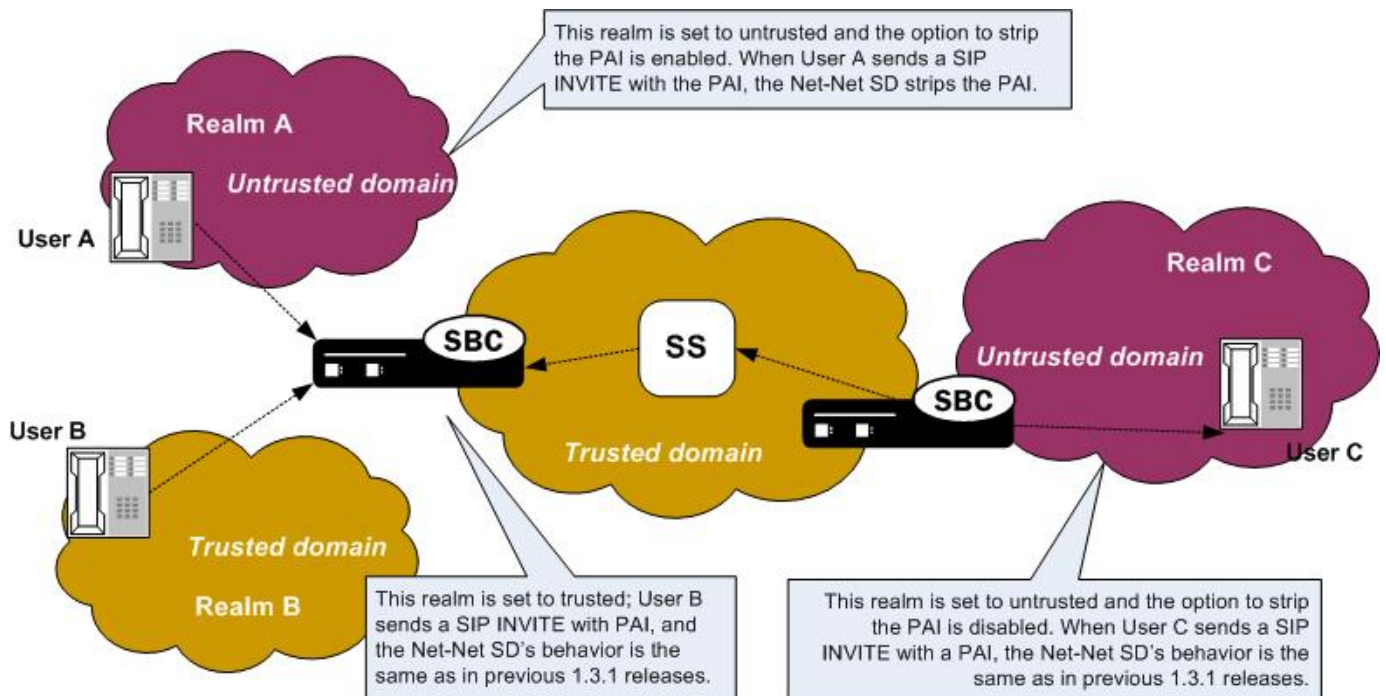 This realm is set to untrusted and the option to strip
the PAI is enabled. When User A sends a SIP
INVITE with the PAI, the Net-Net SD strips the PAI.
Realm A
Untrusted domain
User A
Realm C
SBC
SS
Untrusted domain
SBC
User B
Trusted domain
User C
Trusted domain
Realm B
This realm is set to trusted; User B
sends a SIP INVITE with PAI, and
the Net-Net SD's behavior is the
same as in previous 1.3.1 releases.
This realm is set to untrusted and the option to strip
the PAI is disabled. When User C sends a SIP
INVITE with a PAI, the Net-Net SD's behavior is the
same as in previous 1.3.1 releases.